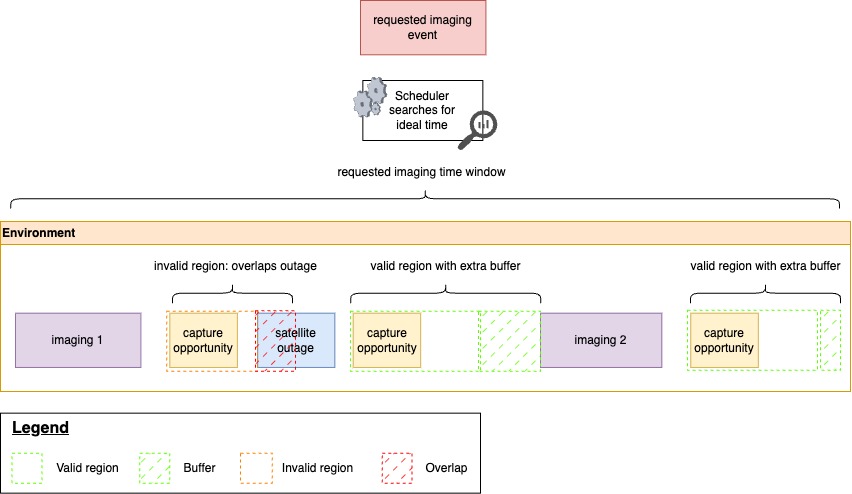 requested imaging
event
Scheduler
searches for
ideal time
requested imaging time window
Environment
invalid region: overlaps outage
valid region with extra buffer
valid region with extra buffer
imaging 1
capture
opportunity
satellite
outage
capture
opportunity
imaging 2
capture
opportunity
Legend
Valid region
Buffer
Invalid region
Overlap